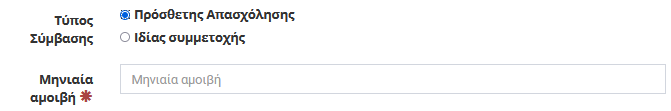 Τύπος Σύμβασης
Πρόσθετης Απασχόλησης
Ιδίας συμμετοχής
Μηνιαία αμοιβή ✱
Μηνιαία αμοιβή